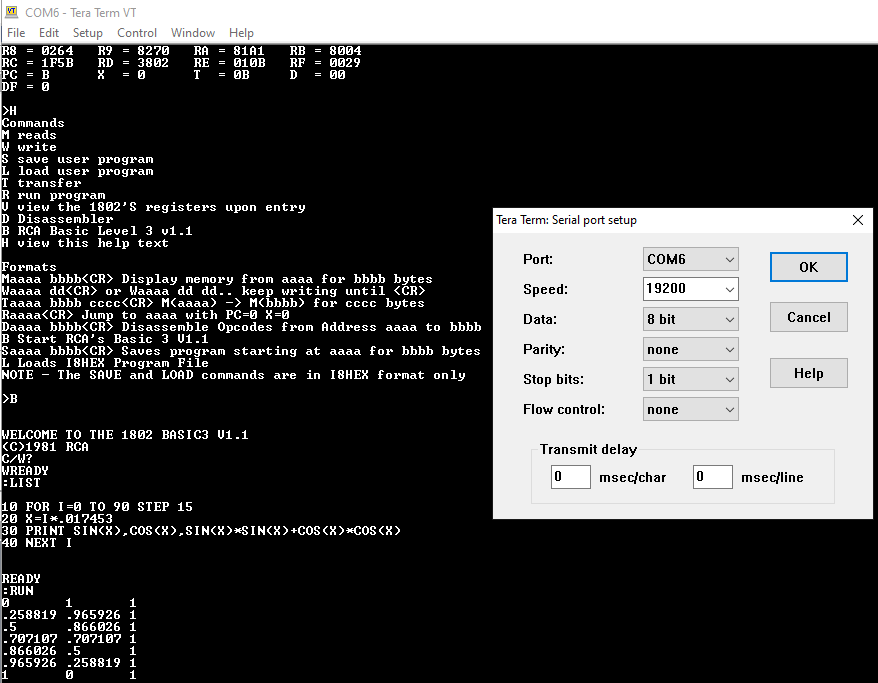 COM6 - Tera Term VT
File Edit Setup Control Window Help
R8 = 0264 R9 = 8270 RA = 81A1 RB = 8004
RC = 1F5B RD = 3802 RE = 010B RF = 0029
PC = B X = 0 T = 0B D = 00
DF = 0
>H
Commands
M reads
W write
S save user program
L load user program
T transfer
R run program
V view the 1802'S registers upon entry
D Disassembler
B RCA Basic Level 3 v1.1
H view this help text
Formats
Maaaa bbbb<CR> Display memory from aaaa for bbbb bytes
Waaaa dd<CR> or Waaaa dd dd.. keep writing until <CR>
Taaaa bbbb cccc<CR> M(aaaa) -> M(bbbb) for cccc bytes
Raaaa<CR> Jump to aaaa with PC=0 X=0
Daaaa bbbb<CR> Disassemble Opcodes from Address aaaa to bbbb
B Start RCA's Basic 3 V1.1
Saaaa bbbb<CR> Saves program starting at aaaa for bbbb bytes
L Loads I8HEX Program File
NOTE - The SAVE and LOAD commands are in I8HEX format only
>B
WELCOME TO THE 1802 BASIC3 V1.1
(C)1981 RCA
C/W?
WREADY
:LIST
10 FOR I=0 TO 90 STEP 15
20 X=I*.017453
30 PRINT SIN(X),COS(X),SIN(X)*SIN(X)+COS(X)*COS(X)
40 NEXT I
READY
:RUN
0 1 1
.258819 .965926 1
.5 .866026 1
.707107 .707107 1
.866026 .5 1
.965926 .258819 1
1 0 1
Tera Term: Serial port setup
Port: COM6 OK
Speed: 19200
Data: 8 bit Cancel
Parity: none
Stop bits: 1 bit Help
Flow control: none
Transmit delay
0 msec/char 0 msec/line